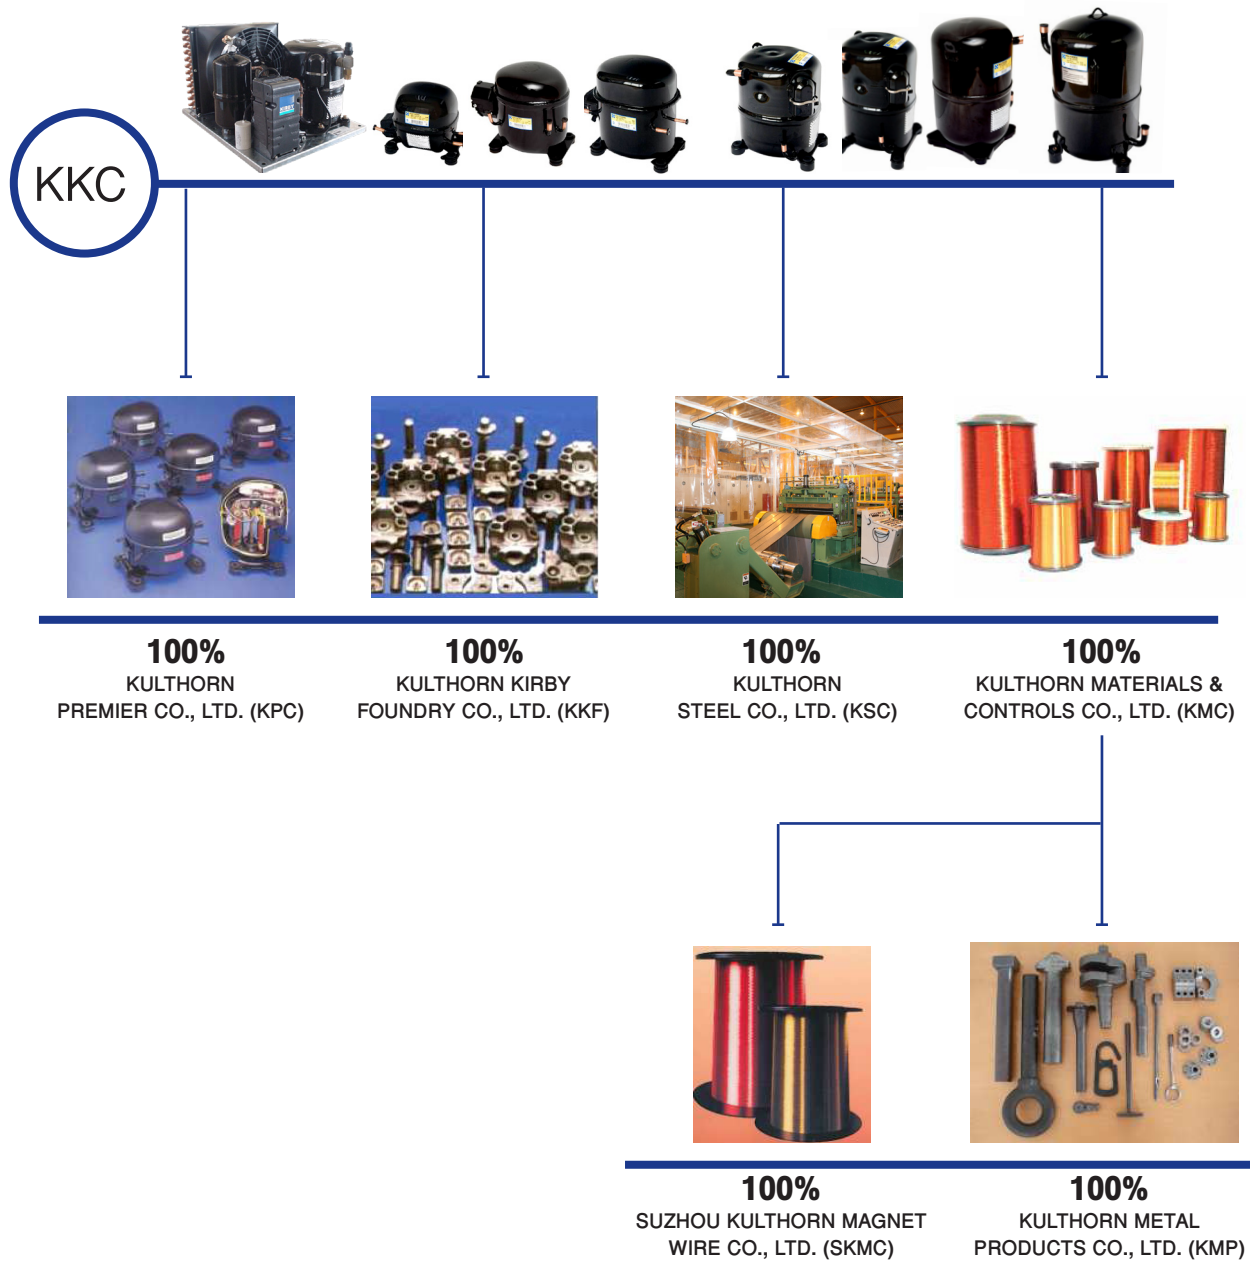 KKC
100%
KULTHORN
PREMIER CO., LTD. (KPC)
100%
KULTHORN KIRBY
FOUNDRY CO., LTD. (KKF)
100%
KULTHORN
STEEL CO., LTD. (KSC)
100%
KULTHORN MATERIALS &
CONTROLS CO., LTD. (KMC)
100%
SUZHOU KULTHORN MAGNET
WIRE CO., LTD. (SKMC)
100%
KULTHORN METAL
PRODUCTS CO., LTD. (KMP)